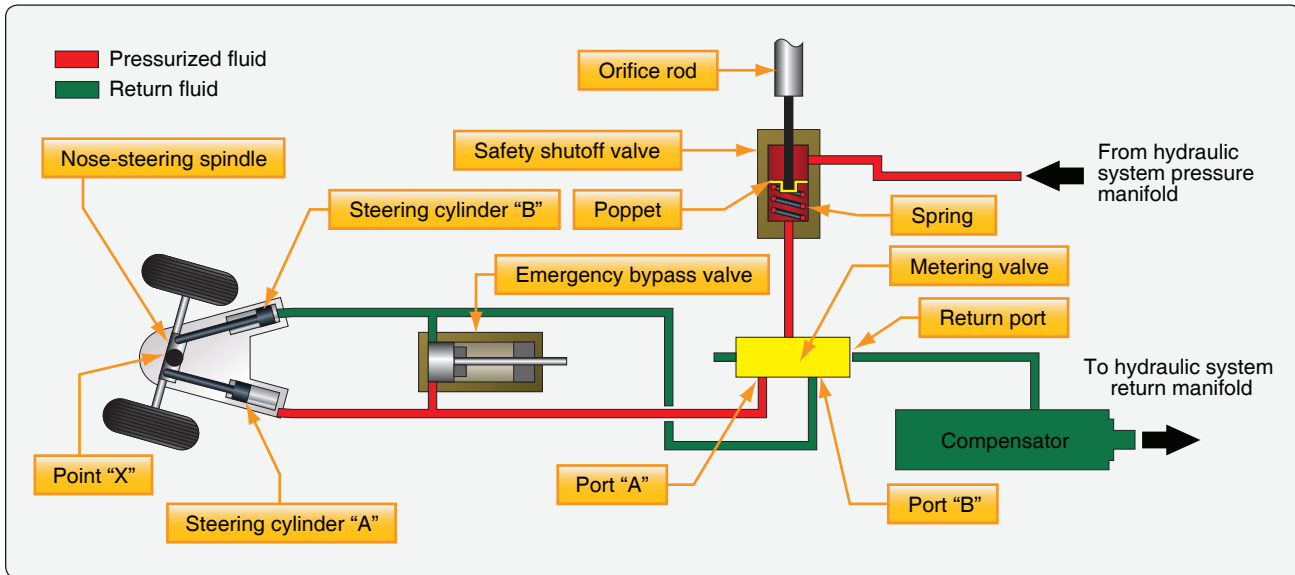 Pressurized fluid
Return fluid
Orifice rod
Nose-steering spindle
Safety shutoff valve
From hydraulic
system pressure
manifold
Steering cylinder “B”
Poppet
Spring
Emergency bypass valve
Metering valve
Return port
To hydraulic system
return manifold
Compensator
Point “X”
Port “A”
Port “B”
Steering cylinder “A”